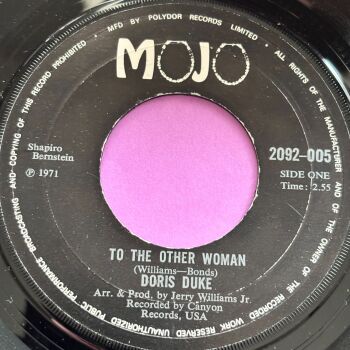 MFD BY POLYDOR RECORDS LIMITED • ALL RIGHTS OF THE MANUFACTURER AND OF THE OWNER OF THE RECORDED WORK RESERVED UNAUTHORIZED PUBLIC PERFORMANCE BROADCASTING AND COPYING OF THIS RECORD PROHIBITED •
MOJO
Shapiro
Bernstein
℗ 1971
2092-005
SIDE ONE
Time: 2.55
TO THE OTHER WOMAN
(Williams—Bonds)
DORIS DUKE
Arr. & Prod. by Jerry Williams Jr.
Recorded by Canyon
Records, USA